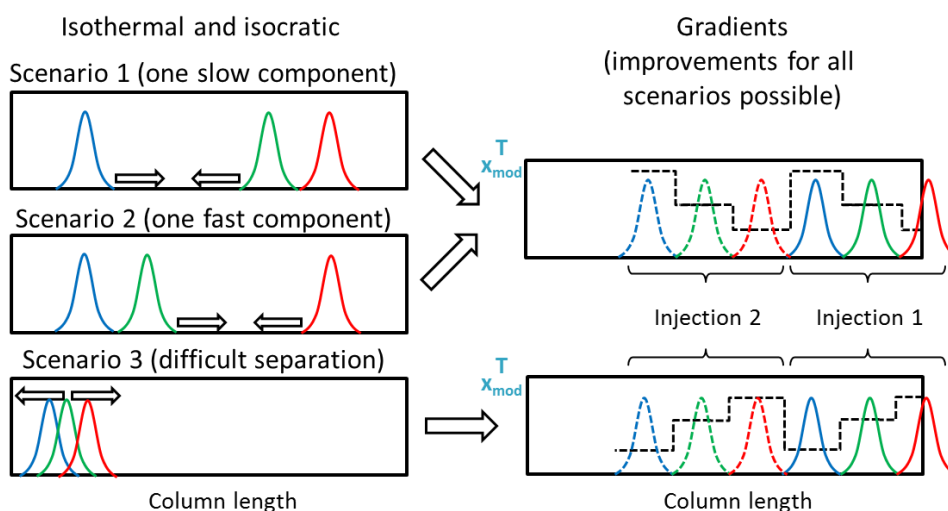 Isothermal and isocratic
Scenario 1 (one slow component)
Scenario 2 (one fast component)
Scenario 3 (difficult separation)
Column length
Gradients
(improvements for all
scenarios possible)
T
xmod
Injection 2
Injection 1
T
xmod
Column length